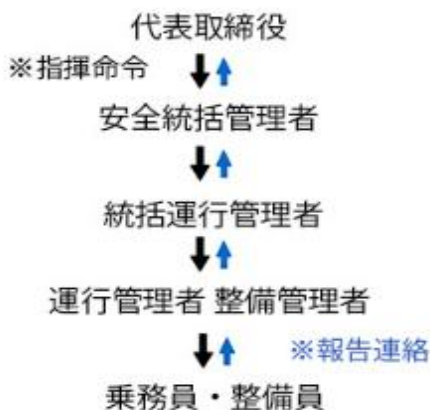 代表取締役
※指揮命令
安全統括管理者
統括運行管理者
運行管理者 整備管理者
※報告連絡
乗務員・整備員